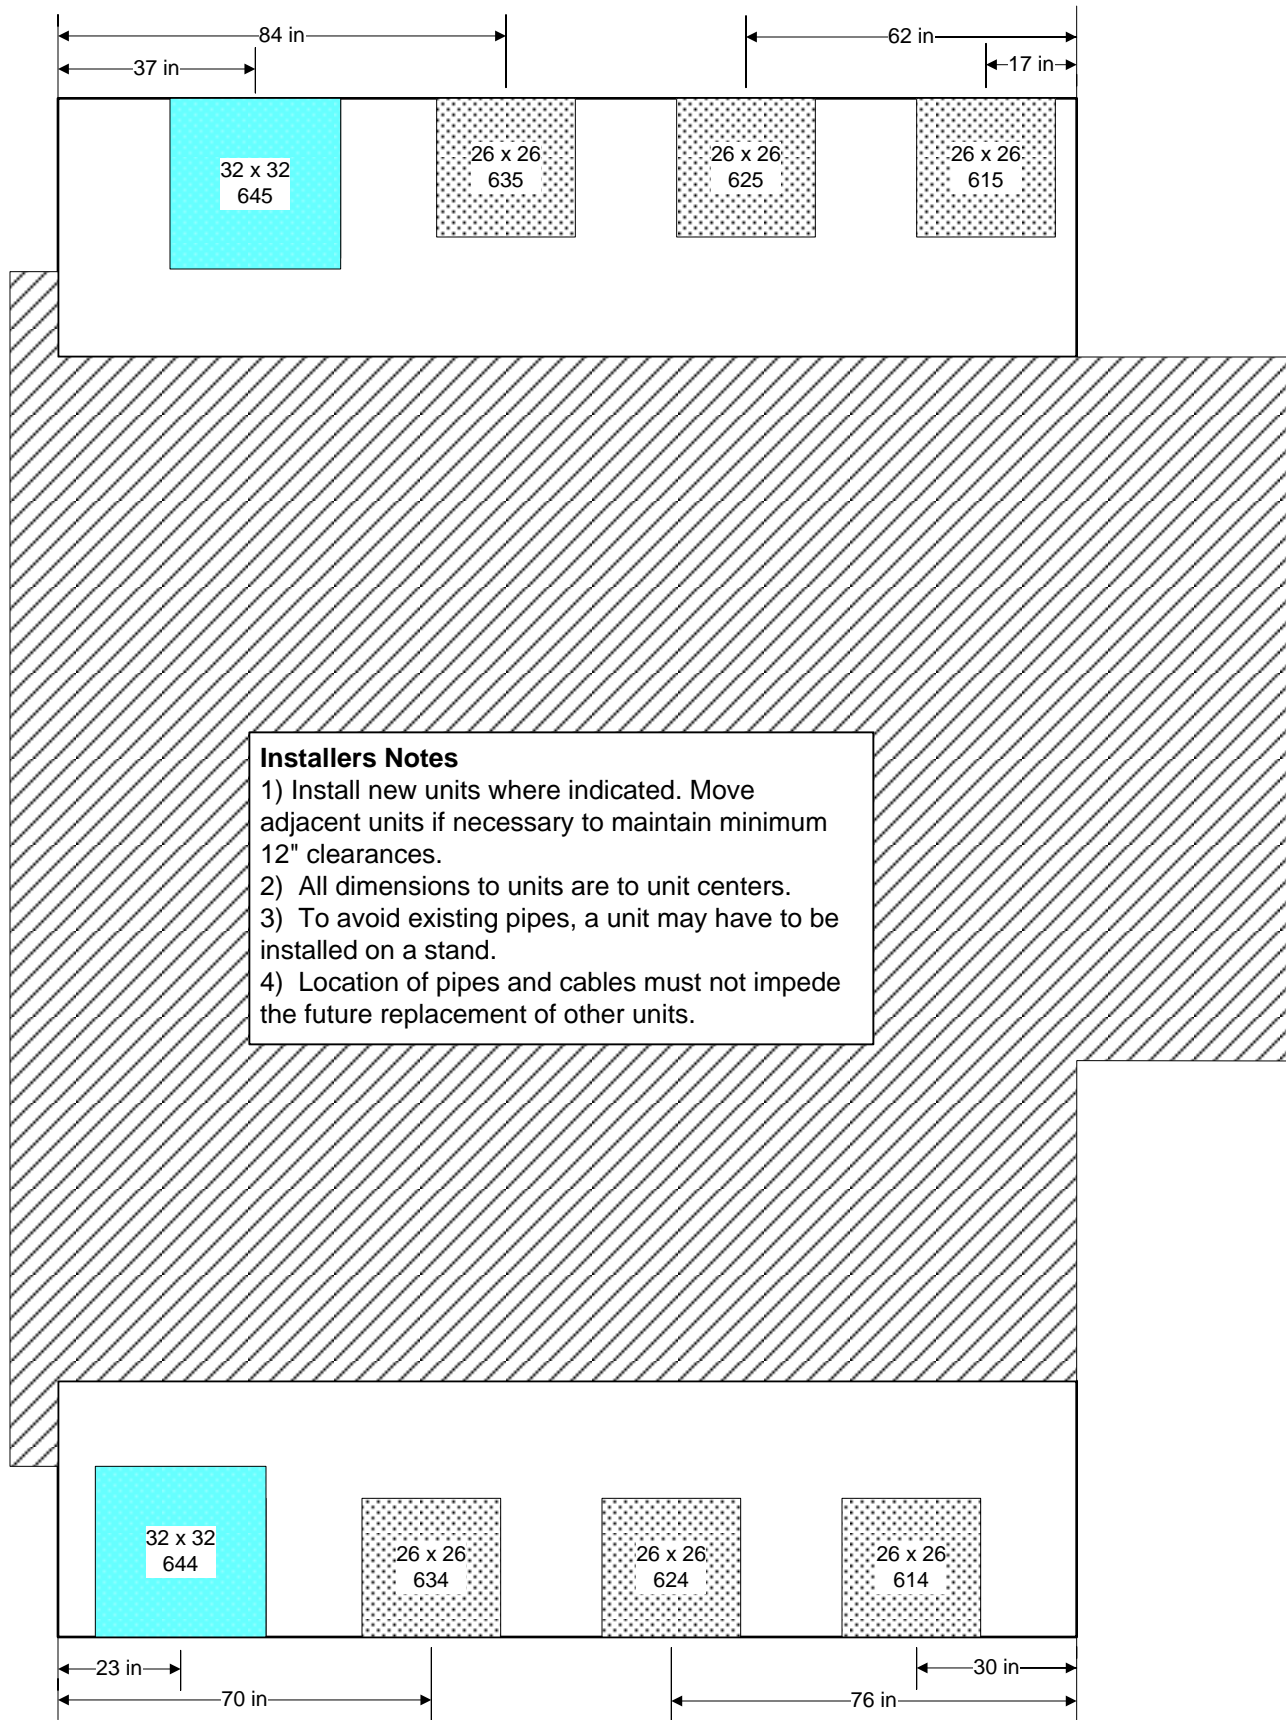 84 in
62 in
37 in
17 in
32 x 32
645
26 x 26
635
26 x 26
625
26 x 26
615
Installers Notes
1) Install new units where indicated. Move
adjacent units if necessary to maintain minimum
12" clearances.
2)  All dimensions to units are to unit centers.
3)  To avoid existing pipes, a unit may have to be
installed on a stand.
4)  Location of pipes and cables must not impede
the future replacement of other units.
32 x 32
644
26 x 26
634
26 x 26
624
26 x 26
614
23 in
30 in
70 in
76 in